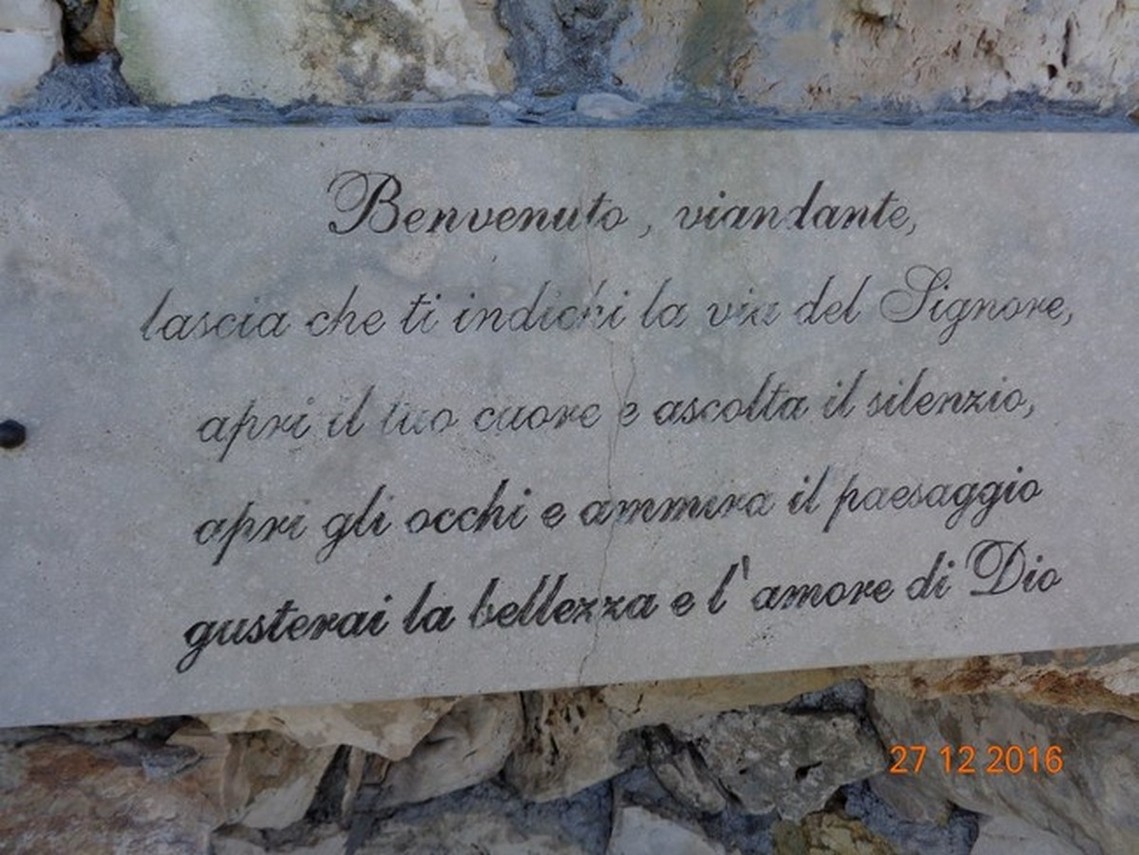 Benvenuto, viandante,
lascia che ti indichi la via del Signore,
apri il tuo cuore e ascolta il silenzio,
apri gli occhi e ammira il paesaggio
gusterai la bellezza e l'amore di Dio
27 12 2016